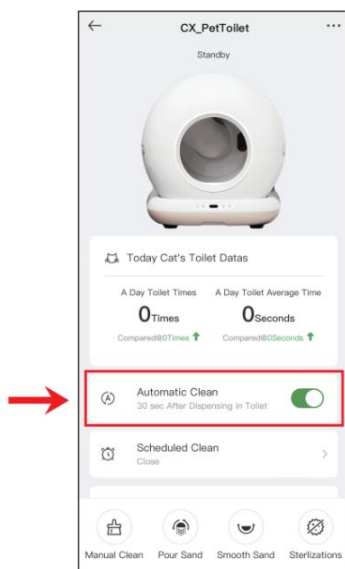 CX_PetToilet
Standby
Today Cat's Toilet Datas
A Day Toilet Times A Day Toilet Average Time
0Times 0Seconds
Compared@0Times Compared@0Seconds
Automatic Clean
30 sec After Dispensing in Toliet
Scheduled Clean
Close
Manual Clean Pour Sand Smooth Sand Sterlizations